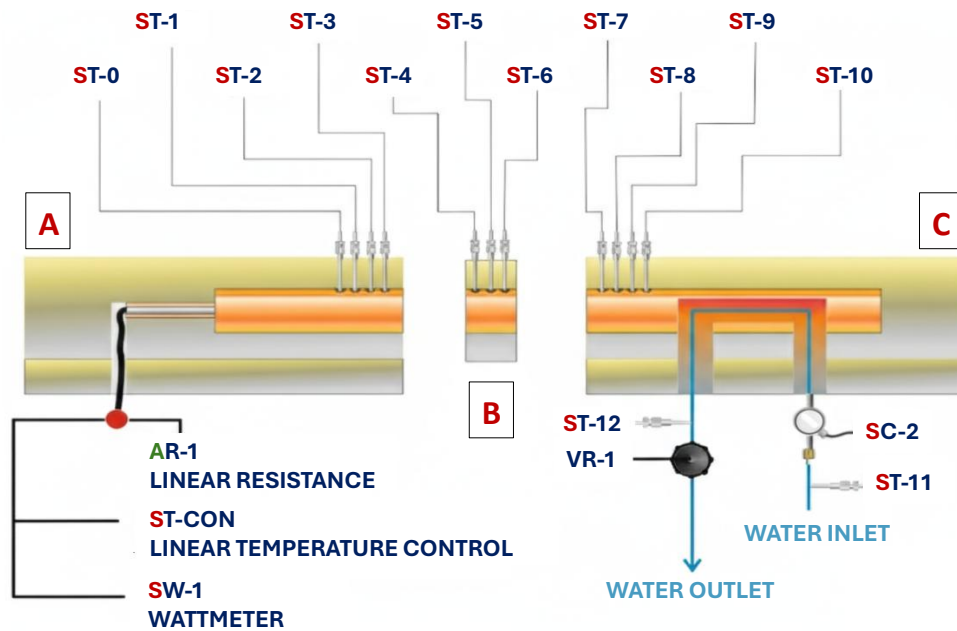 ST-1
ST-3
ST-5
ST-7
ST-9
ST-0
ST-2
ST-4
ST-6
ST-8
ST-10
A
C
B
ST-12
SC-2
AR-1
VR-1
LINEAR RESISTANCE
ST-11
ST-CON
WATER INLET
LINEAR TEMPERATURE CONTROL
SW-1
WATER OUTLET
WATTMETER